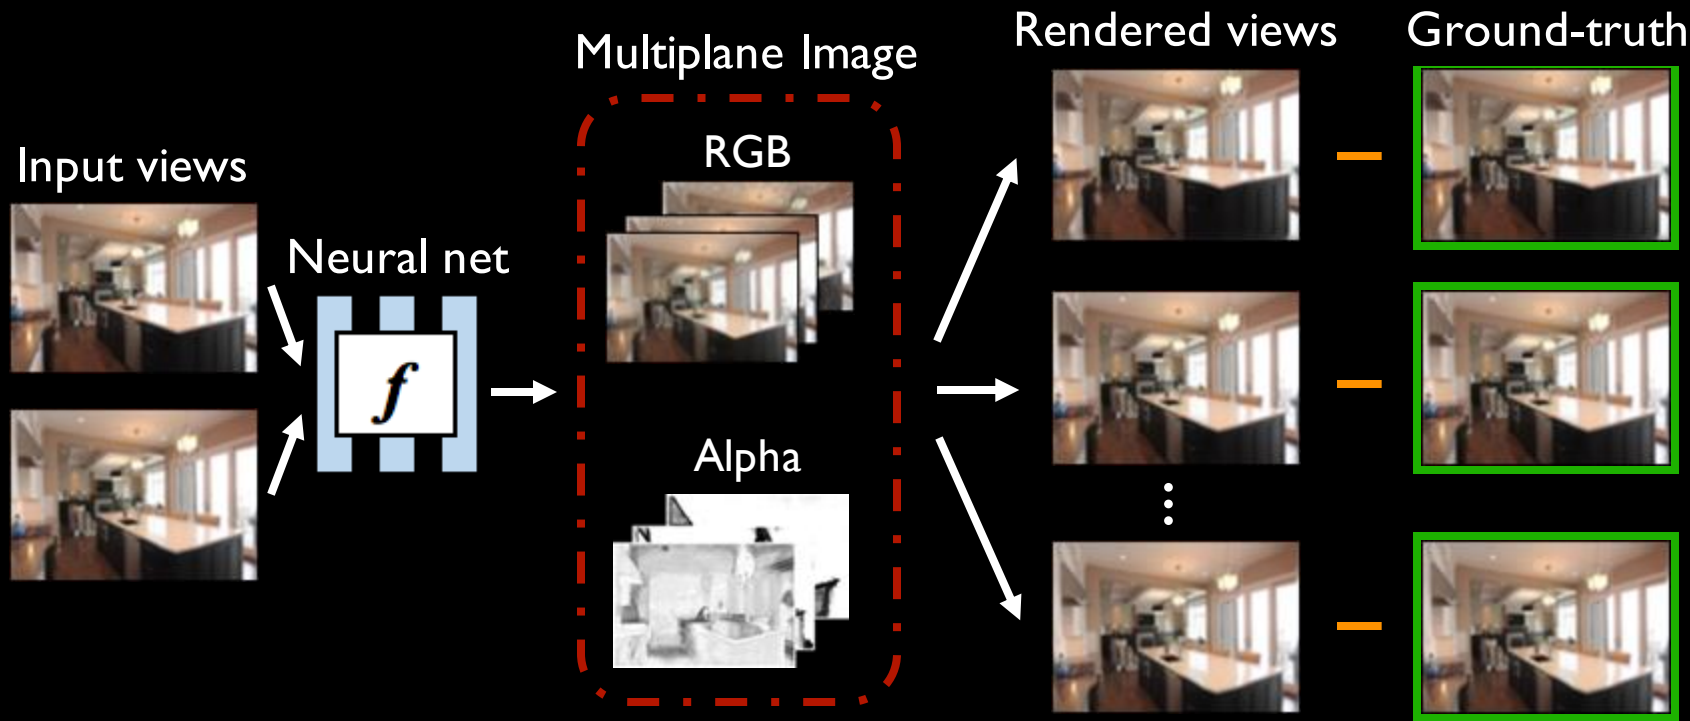 Input views
Neural net
f
Multiplane Image
RGB
Alpha
Rendered views
Ground-truth